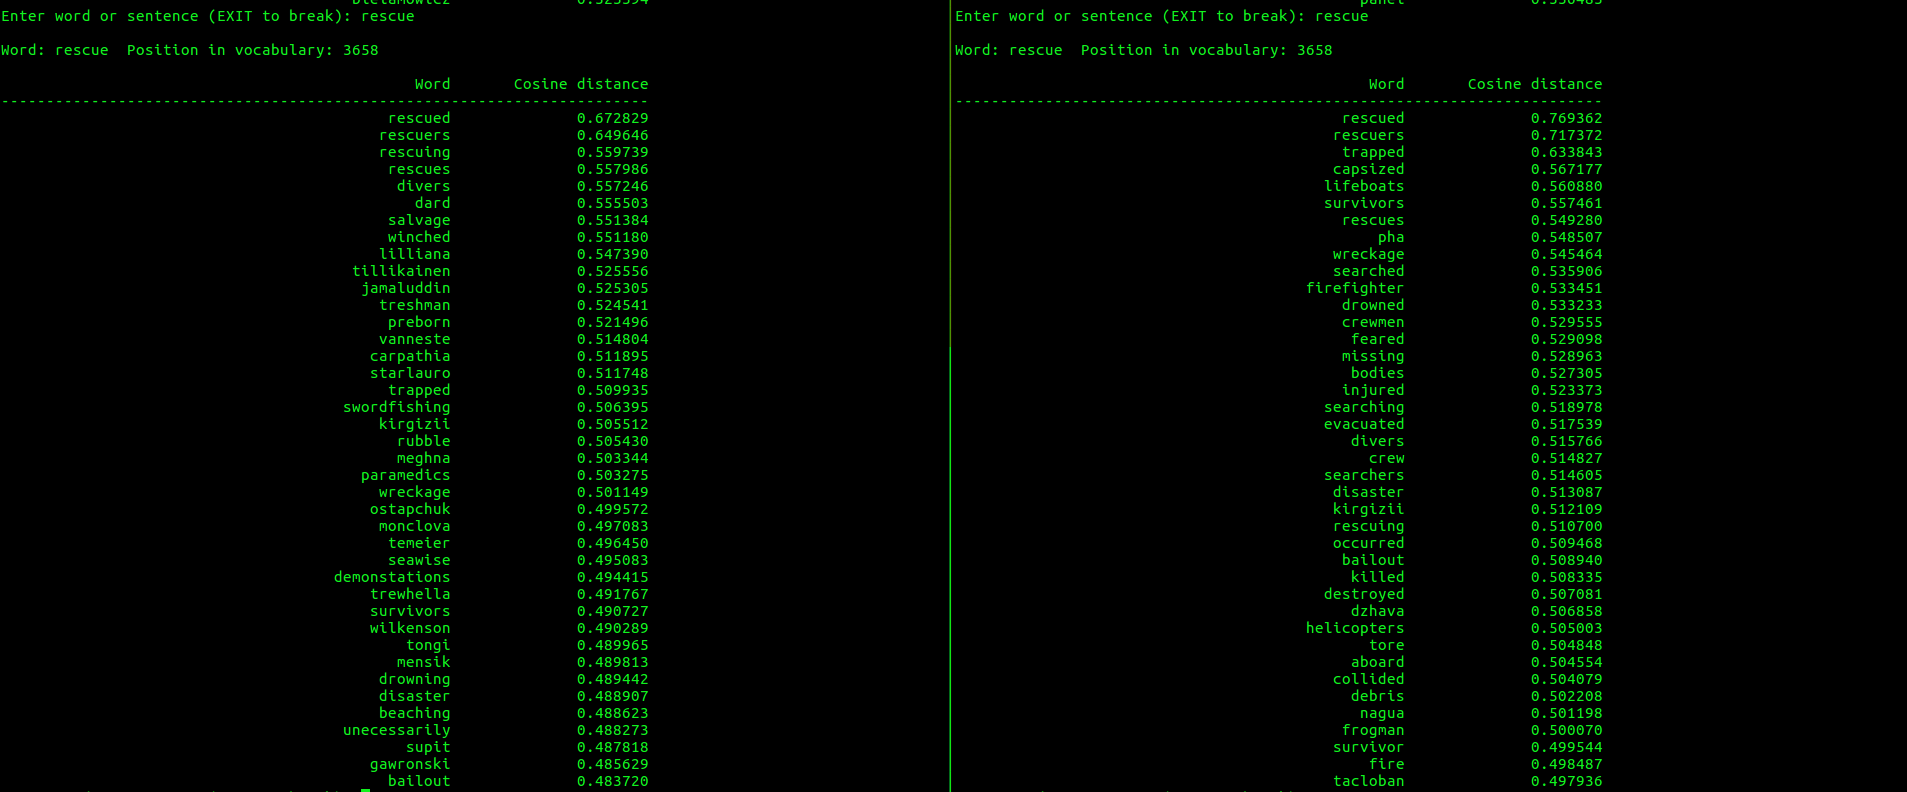 Enter word or sentence (EXIT to break): rescue
Word: rescue  Position in vocabulary: 3658
Word Cosine distance
------------------------------------------------------------------------
rescued 0.672829
rescuers 0.649646
rescuing 0.559739
rescues 0.557986
divers 0.557246
dard 0.555503
salvage 0.551384
winched 0.551180
lilliana 0.547390
tillikainen 0.525556
jamaluddin 0.525305
treshman 0.524541
preborn 0.521496
vanneste 0.514804
carpathia 0.511895
starlauro 0.511748
trapped 0.509935
swordfishing 0.506395
kirgizii 0.505512
rubble 0.505430
meghna 0.503344
paramedics 0.503275
wreckage 0.501149
ostapchuk 0.499572
monclova 0.497083
temeier 0.496450
seawise 0.495083
demonstations 0.494415
trewhella 0.491767
survivors 0.490727
wilkenson 0.490289
tongi 0.489965
mensik 0.489813
drowning 0.489442
disaster 0.488907
beaching 0.488623
unecessarily 0.488273
supit 0.487818
gawronski 0.485629
bailout 0.483720
Enter word or sentence (EXIT to break): rescue
Word: rescue  Position in vocabulary: 3658
Word Cosine distance
------------------------------------------------------------------------
rescued 0.769362
rescuers 0.717372
trapped 0.633843
capsized 0.567177
lifeboats 0.560880
survivors 0.557461
rescues 0.549280
pha 0.548507
wreckage 0.545464
searched 0.535906
firefighter 0.533451
drowned 0.533233
crewmen 0.529555
feared 0.529098
missing 0.528963
bodies 0.527305
injured 0.523373
searching 0.518978
evacuated 0.517539
divers 0.515766
crew 0.514827
searchers 0.514605
disaster 0.513087
kirgizii 0.512109
rescuing 0.510700
occurred 0.509468
bailout 0.508940
killed 0.508335
destroyed 0.507081
dzhava 0.506858
helicopters 0.505003
tore 0.504848
aboard 0.504554
collided 0.504079
debris 0.502208
nagua 0.501198
frogman 0.500070
survivor 0.499544
fire 0.498487
tacloban 0.497936